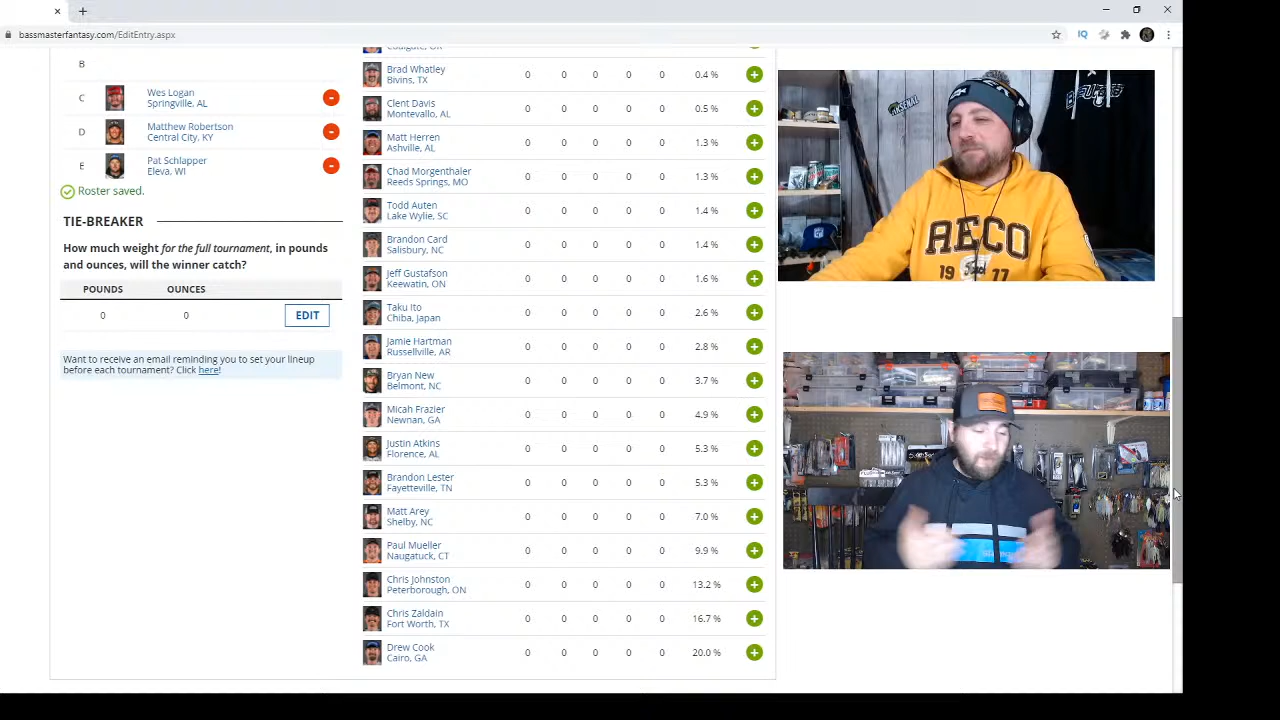 bassmasterfantasy.com/EditEntry.aspx
B
C Wes Logan
Springville, AL
D Matthew Robertson
Central City, KY
E Pat Schlapper
Eleva, WI
Roster saved.
TIE-BREAKER
How much weight for the full tournament, in pounds
and ounces, will the winner catch?
POUNDS OUNCES
0 0 EDIT
Want to receive an email reminding you to set your lineup
before each tournament? Click here!
Brad Whatley 0 0 0 0 0 0.4 %
Bivins, TX
Clent Davis 0 0 0 0 0 0.5 %
Montevallo, AL
Matt Herren 0 0 0 0 0 1.3 %
Ashville, AL
Chad Morgenthaler 0 0 0 0 0 1.3 %
Reeds Springs, MO
Todd Auten 0 0 0 0 0 1.4 %
Lake Wylie, SC
Brandon Card 0 0 0 0 0 1.4 %
Salisbury, NC
Jeff Gustafson 0 0 0 0 0 1.6 %
Keewatin, ON
Taku Ito 0 0 0 0 0 2.6 %
Chiba, Japan
Jamie Hartman 0 0 0 0 0 2.8 %
Russellville, AR
Bryan New 0 0 0 0 0 3.7 %
Belmont, NC
Micah Frazier 0 0 0 0 0
Newnan, GA
Justin Atkins 0 0 0 0 0 5.3 %
Florence, AL
Brandon Lester 0 0 0 0 0 5.3 %
Fayetteville, TN
Matt Arey 0 0 0 0 0 7.0 %
Shelby, NC
Paul Mueller 0 0 0 0 0 9.9 %
Naugatuck, CT
Chris Johnston 0 0 0 0 0
Peterborough, ON
Chris Zaldain 0 0 0 0 0 16.7 %
Fort Worth, TX
Drew Cook 0 0 0 0 0 20.0 %
Cairo, GA
ARSENAL
AECO
19 77